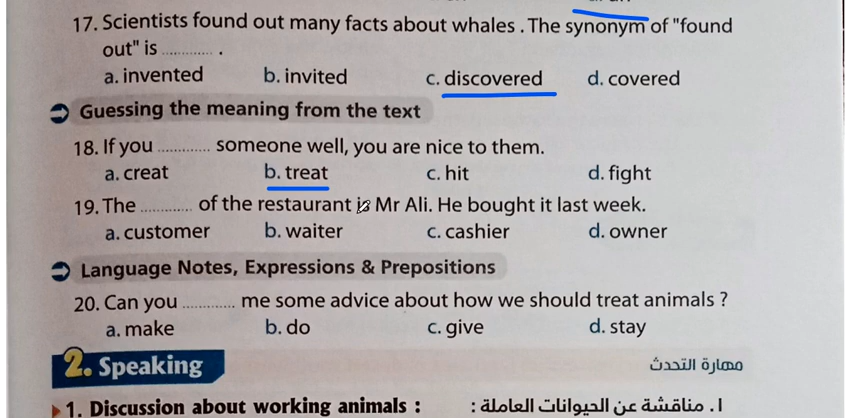 17. Scientists found out many facts about whales . The synonym of "found
out" is ............ .
a. invented b. invited c. discovered d. covered
Guessing the meaning from the text
18. If you ............ someone well, you are nice to them.
a. creat b. treat c. hit d. fight
19. The ............ of the restaurant is Mr Ali. He bought it last week.
a. customer b. waiter c. cashier d. owner
Language Notes, Expressions & Prepositions
20. Can you ............ me some advice about how we should treat animals ?
a. make b. do c. give d. stay
2. Speaking مهارة التحدث
1. Discussion about working animals : ١. مناقشة عن الحيوانات العاملة :